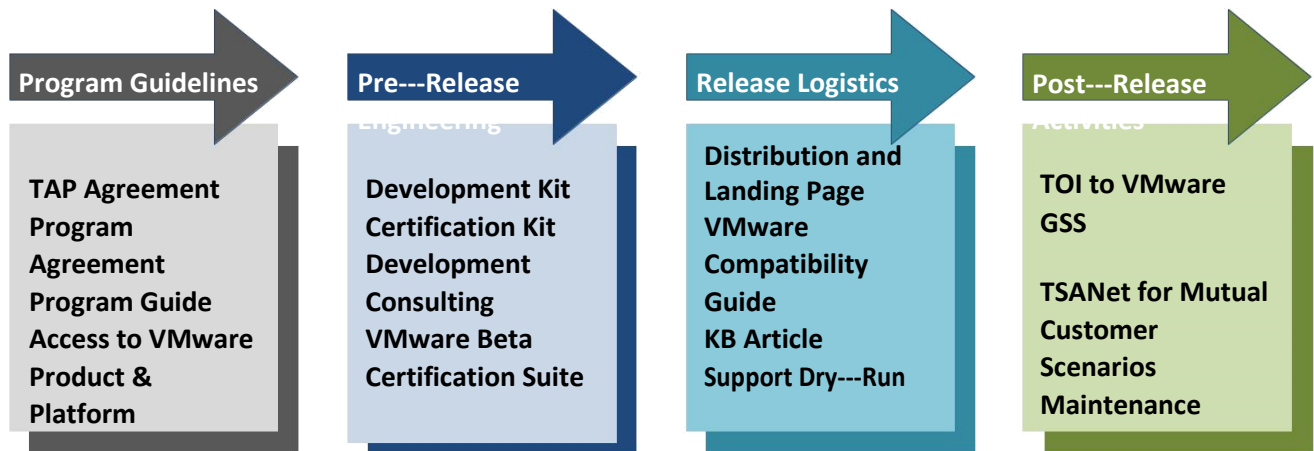 Program Guidelines
TAP Agreement
Program
Agreement
Program Guide
Access to VMware
Product &
Platform
Pre---Release
Engineering
Development Kit
Certification Kit
Development
Consulting
VMware Beta
Certification Suite
Release Logistics
Distribution and
Landing Page
VMware
Compatibility
Guide
KB Article
Support Dry---Run
Post---Release
Activities
TOI to VMware
GSS
TSANet for Mutual
Customer
Scenarios
Maintenance